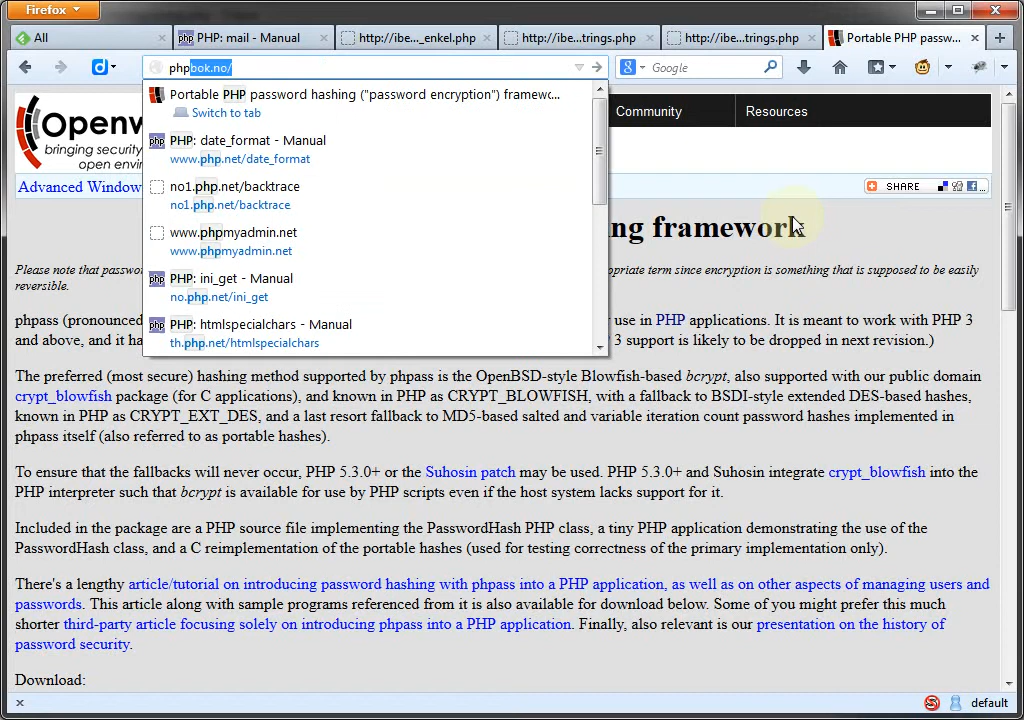 Firefox
All
PHP: mail - Manual
http://ibe..._enkel.php
http://ibe...trings.php
http://ibe...trings.php
Portable PHP passw...
phpbok.no/
Google
Portable PHP password hashing ("password encryption") framew...
Switch to tab
PHP: date_format - Manual
www.php.net/date_format
no1.php.net/backtrace
no1.php.net/backtrace
www.phpmyadmin.net
www.phpmyadmin.net
PHP: ini_get - Manual
no.php.net/ini_get
PHP: htmlspecialchars - Manual
th.php.net/htmlspecialchars
Openw
bringing security
open envir
Community
Resources
Advanced Window
SHARE
...
ng framework
Please note that passwor
opriate term since encryption is something that is supposed to be easily
reversible.
phpass (pronounced
use in PHP applications. It is meant to work with PHP 3
and above, and it ha
3 support is likely to be dropped in next revision.)
The preferred (most secure) hashing method supported by phpass is the OpenBSD-style Blowfish-based bcrypt, also supported with our public domain
crypt_blowfish package (for C applications), and known in PHP as CRYPT_BLOWFISH, with a fallback to BSDI-style extended DES-based hashes,
known in PHP as CRYPT_EXT_DES, and a last resort fallback to MD5-based salted and variable iteration count password hashes implemented in
phpass itself (also referred to as portable hashes).
To ensure that the fallbacks will never occur, PHP 5.3.0+ or the Suhosin patch may be used. PHP 5.3.0+ and Suhosin integrate crypt_blowfish into the
PHP interpreter such that bcrypt is available for use by PHP scripts even if the host system lacks support for it.
Included in the package are a PHP source file implementing the PasswordHash PHP class, a tiny PHP application demonstrating the use of the
PasswordHash class, and a C reimplementation of the portable hashes (used for testing correctness of the primary implementation only).
There's a lengthy article/tutorial on introducing password hashing with phpass into a PHP application, as well as on other aspects of managing users and
passwords. This article along with sample programs referenced from it is also available for download below. Some of you might prefer this much
shorter third-party article focusing solely on introducing phpass into a PHP application. Finally, also relevant is our presentation on the history of
password security.
Download:
default